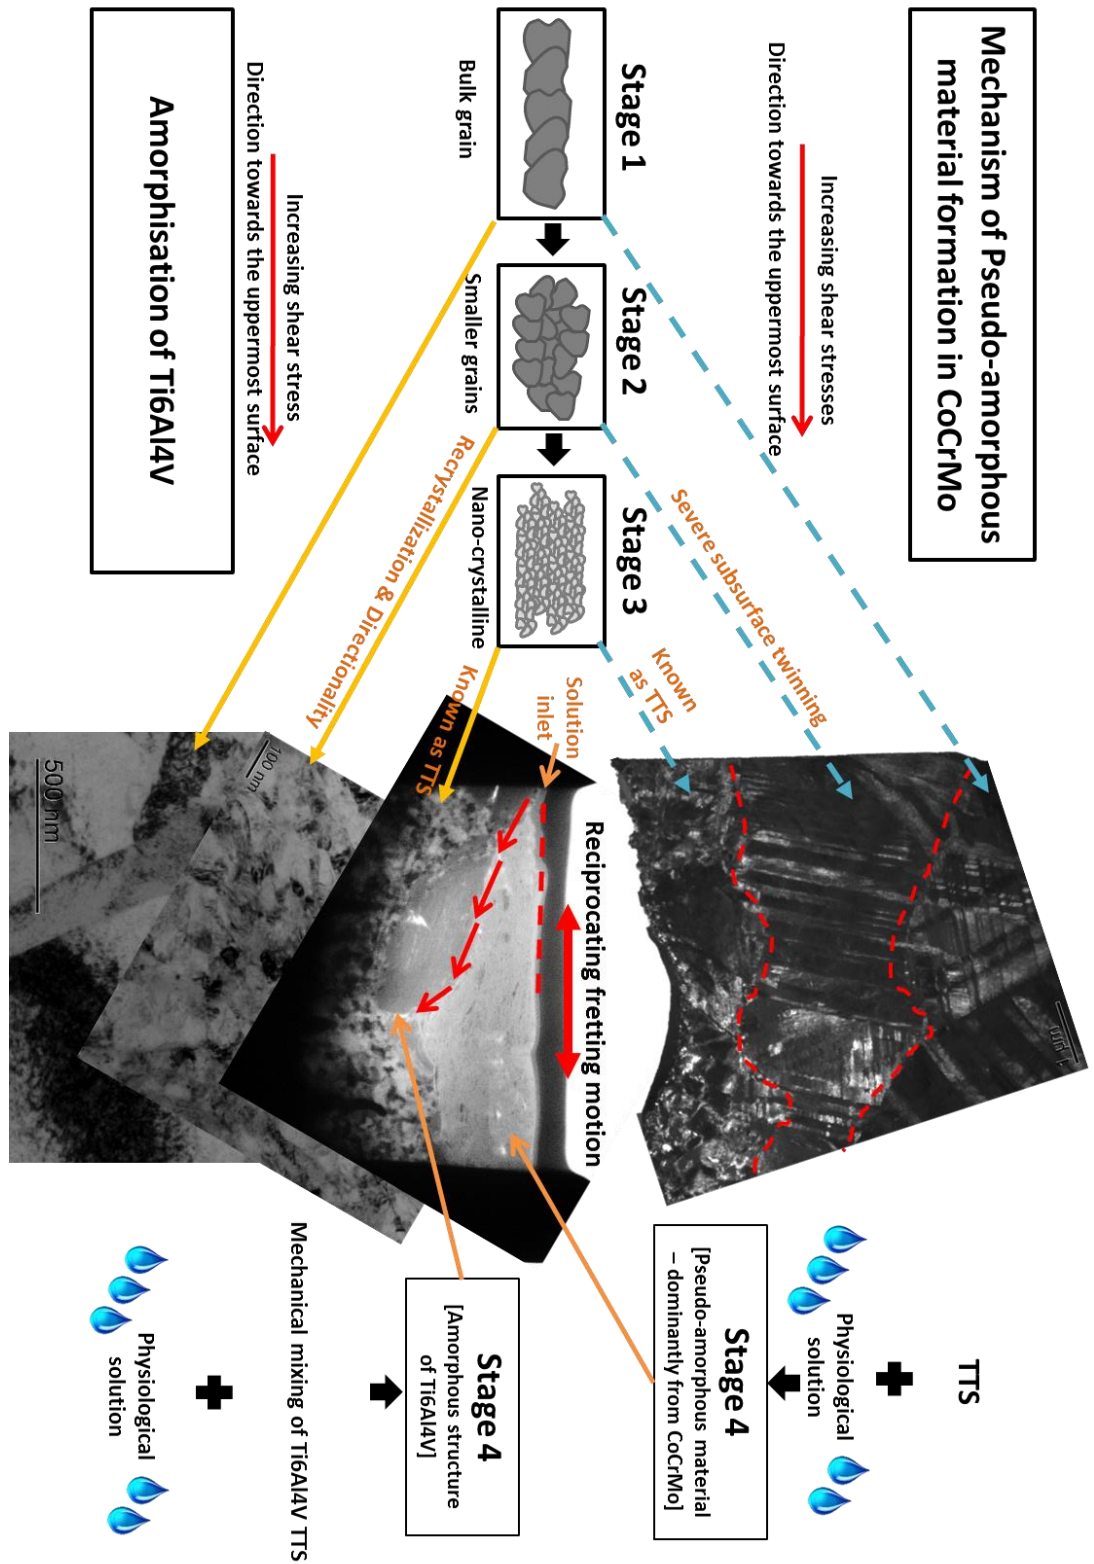 Mechanism of Pseudo-amorphous
material formation in CoCrMo
Increasing shear stresses
Direction towards the uppermost surface
Stage 1
Bulk grain
Stage 2
Smaller grains
Stage 3
Nano-crystalline
Increasing shear stress
Direction towards the uppermost surface
Amorphisation of Ti6Al4V
Severe subsurface twinning
Known
as TTS
Recrystallization & Directionality
Known as TTS
Solution
inlet
Reciprocating fretting motion
100 nm
500 nm
TTS
Physiological
solution
Stage 4
[Pseudo-amorphous material
– dominantly from CoCrMo]
Stage 4
[Amorphous structure
of Ti6Al4V]
Mechanical mixing of Ti6Al4V TTS
Physiological
solution